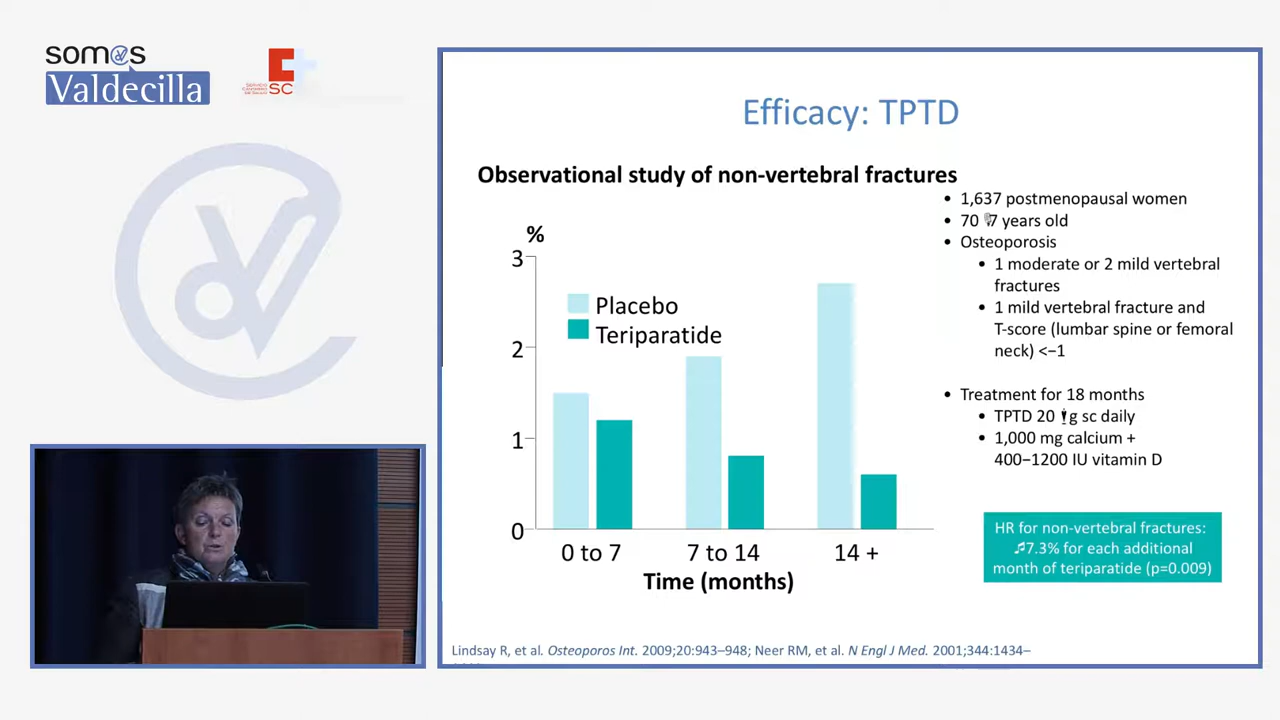 somos
Valdecilla
SC
Efficacy: TPTD
Observational study of non-vertebral fractures
%
3
2
1
0
Placebo
Teriparatide
0 to 7
7 to 14
14 +
Time (months)
• 1,637 postmenopausal women
• 70 7 years old
• Osteoporosis
• 1 moderate or 2 mild vertebral
fractures
• 1 mild vertebral fracture and
T-score (lumbar spine or femoral
neck) <−1
• Treatment for 18 months
• TPTD 20 g sc daily
• 1,000 mg calcium +
400−1200 IU vitamin D
HR for non-vertebral fractures:
♬7.3% for each additional
month of teriparatide (p=0.009)
Lindsay R, et al. Osteoporos Int. 2009;20:943–948; Neer RM, et al. N Engl J Med. 2001;344:1434–